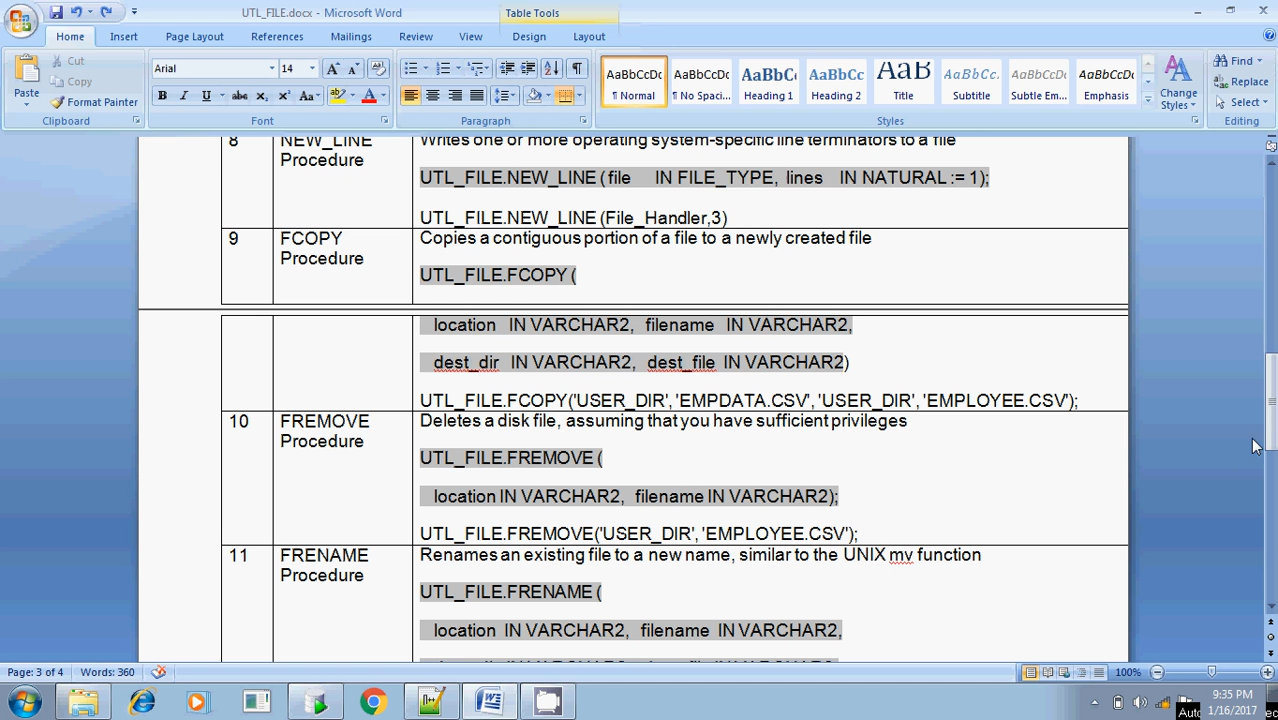 UTL_FILE.docx - Microsoft Word
Table Tools
Home Insert Page Layout References Mailings Review View Design Layout
Cut
Copy
Paste
Format Painter
Clipboard
Arial
14
Font
Paragraph
AaBbCcDc AaBbCcDc AaBbC AaBbCc AaB AaBbCc. AaBbCcDc AaBbCcDc
¶ Normal ¶ No Spaci... Heading 1 Heading 2 Title Subtitle Subtle Em... Emphasis
Change
Styles
Styles
Find
Replace
Select
Editing
8 NEW_LINE Writes one or more operating system-specific line terminators to a file
Procedure
UTL_FILE.NEW_LINE ( file IN FILE_TYPE, lines IN NATURAL := 1);
UTL_FILE.NEW_LINE (File_Handler,3)
9 FCOPY Copies a contiguous portion of a file to a newly created file
Procedure
UTL_FILE.FCOPY (
location IN VARCHAR2, filename IN VARCHAR2,
dest_dir IN VARCHAR2, dest_file IN VARCHAR2)
UTL_FILE.FCOPY('USER_DIR','EMPDATA.CSV','USER_DIR','EMPLOYEE.CSV');
10 FREMOVE Deletes a disk file, assuming that you have sufficient privileges
Procedure
UTL_FILE.FREMOVE (
location IN VARCHAR2, filename IN VARCHAR2);
UTL_FILE.FREMOVE('USER_DIR','EMPLOYEE.CSV');
11 FRENAME Renames an existing file to a new name, similar to the UNIX mv function
Procedure
UTL_FILE.FRENAME (
location IN VARCHAR2, filename IN VARCHAR2,
Page: 3 of 4 Words: 360 100%
9:35 PM
1/16/2017